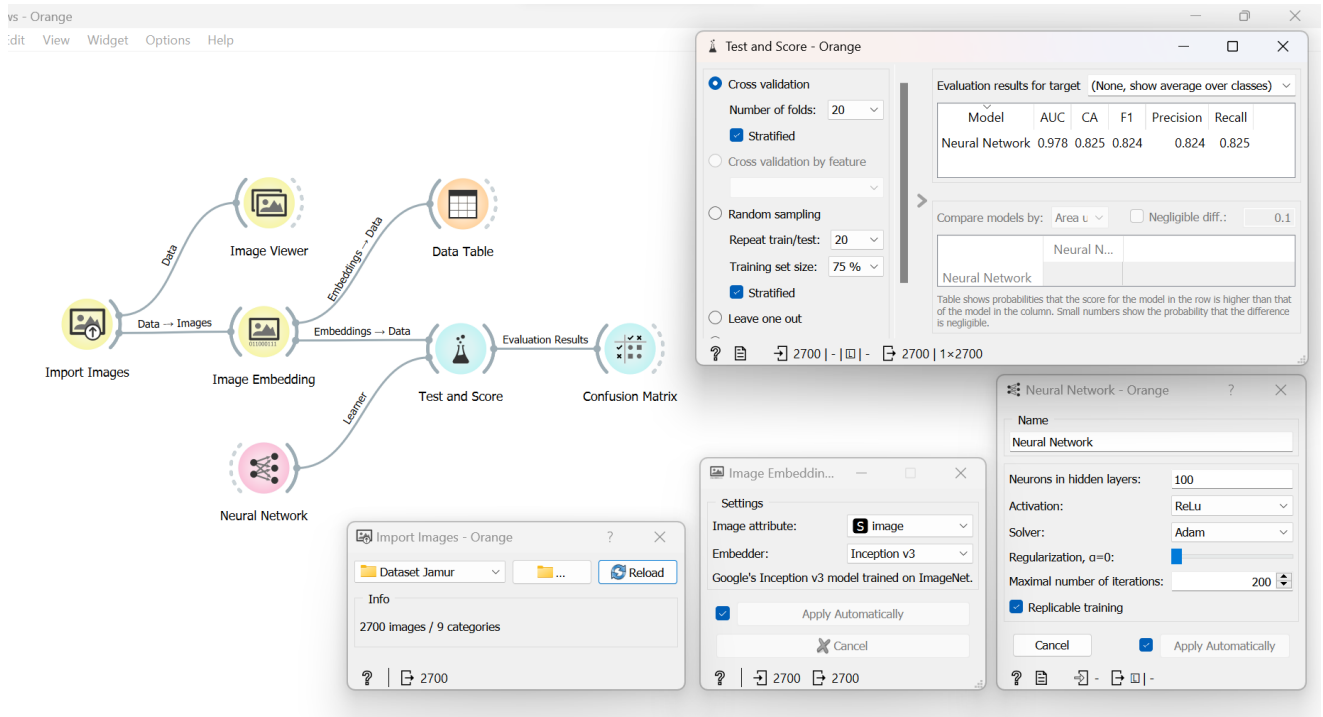 ws - Orange
Edit View Widget Options Help
Data
Image Viewer
Embeddings → Data
Data Table
Import Images
Data → Images
011000111
Image Embedding
Embeddings → Data
Test and Score
Evaluation Results
Confusion Matrix
Learner
Neural Network
Test and Score - Orange
Cross validation
Number of folds: 20
Stratified
Cross validation by feature
Random sampling
Repeat train/test: 20
Training set size: 75 %
Stratified
Leave one out
? 2700 | - | - 2700 | 1×2700
Evaluation results for target (None, show average over classes)
Model AUC CA F1 Precision Recall
Neural Network 0.978 0.825 0.824 0.824 0.825
Compare models by: Area u Negligible diff.: 0.1
Neural N...
Neural Network
Table shows probabilities that the score for the model in the row is higher than that
of the model in the column. Small numbers show the probability that the difference
is negligible.
Import Images - Orange ?
Dataset Jamur ... Reload
Info
2700 images / 9 categories
? 2700
Image Embeddin...
Settings
Image attribute: S image
Embedder: Inception v3
Google's Inception v3 model trained on ImageNet.
Apply Automatically
Cancel
? 2700 2700
Neural Network - Orange ?
Name
Neural Network
Neurons in hidden layers: 100
Activation: ReLu
Solver: Adam
Regularization, α=0:
Maximal number of iterations: 200
Replicable training
Cancel Apply Automatically
? - | -